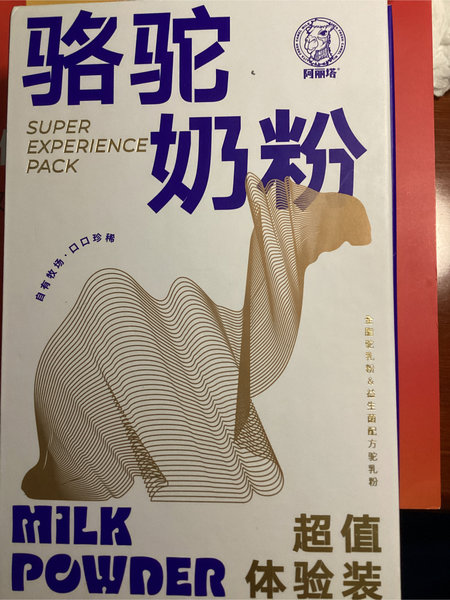 骆驼
阿丽塔
SUPER
EXPERIENCE
PACK
奶粉
自有牧场·口口珍稀
全脂驼乳粉&益生菌配方驼乳粉
MILK
POWDER
超值
体验装